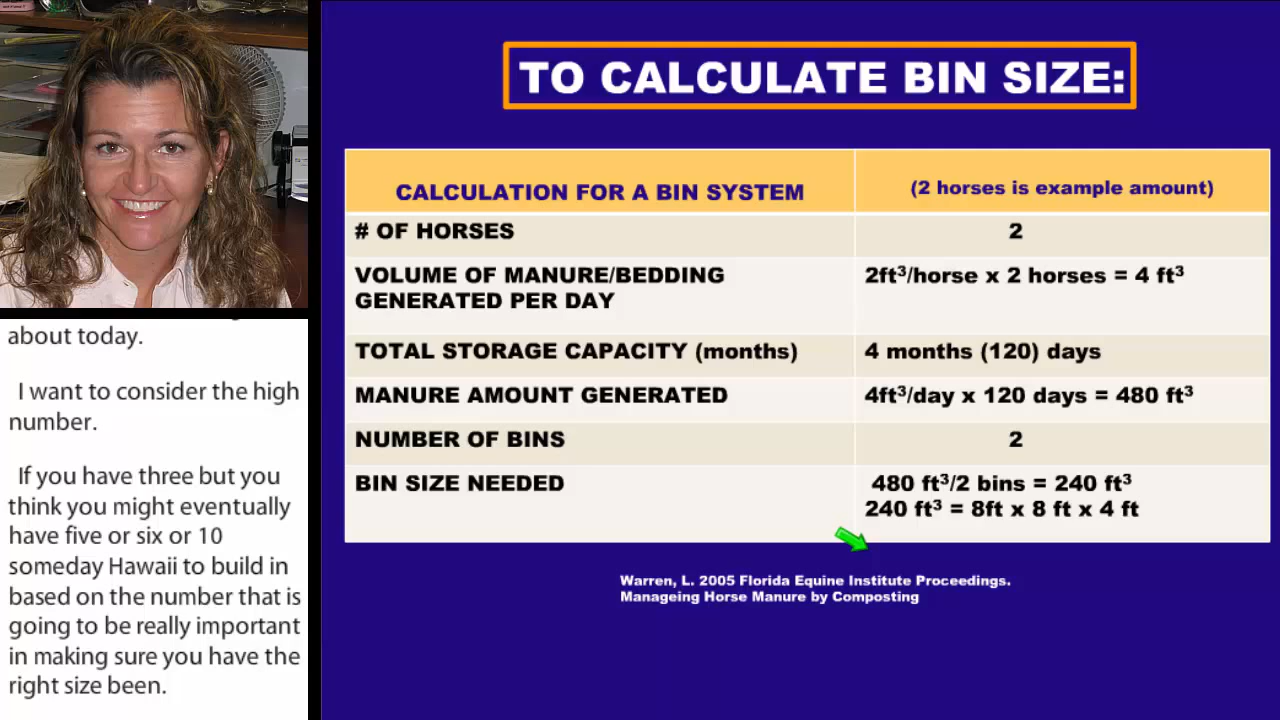 TO CALCULATE BIN SIZE:
CALCULATION FOR A BIN SYSTEM
(2 horses is example amount)
# OF HORSES
2
VOLUME OF MANURE/BEDDING
GENERATED PER DAY
2ft³/horse x 2 horses = 4 ft³
TOTAL STORAGE CAPACITY (months)
4 months (120) days
MANURE AMOUNT GENERATED
4ft³/day x 120 days = 480 ft³
NUMBER OF BINS
2
BIN SIZE NEEDED
480 ft³/2 bins = 240 ft³
240 ft³ = 8ft x 8 ft x 4 ft
Warren, L. 2005 Florida Equine Institute Proceedings.
Manageing Horse Manure by Composting
about today.
I want to consider the high
number.
If you have three but you
think you might eventually
have five or six or 10
someday Hawaii to build in
based on the number that is
going to be really important
in making sure you have the
right size been.